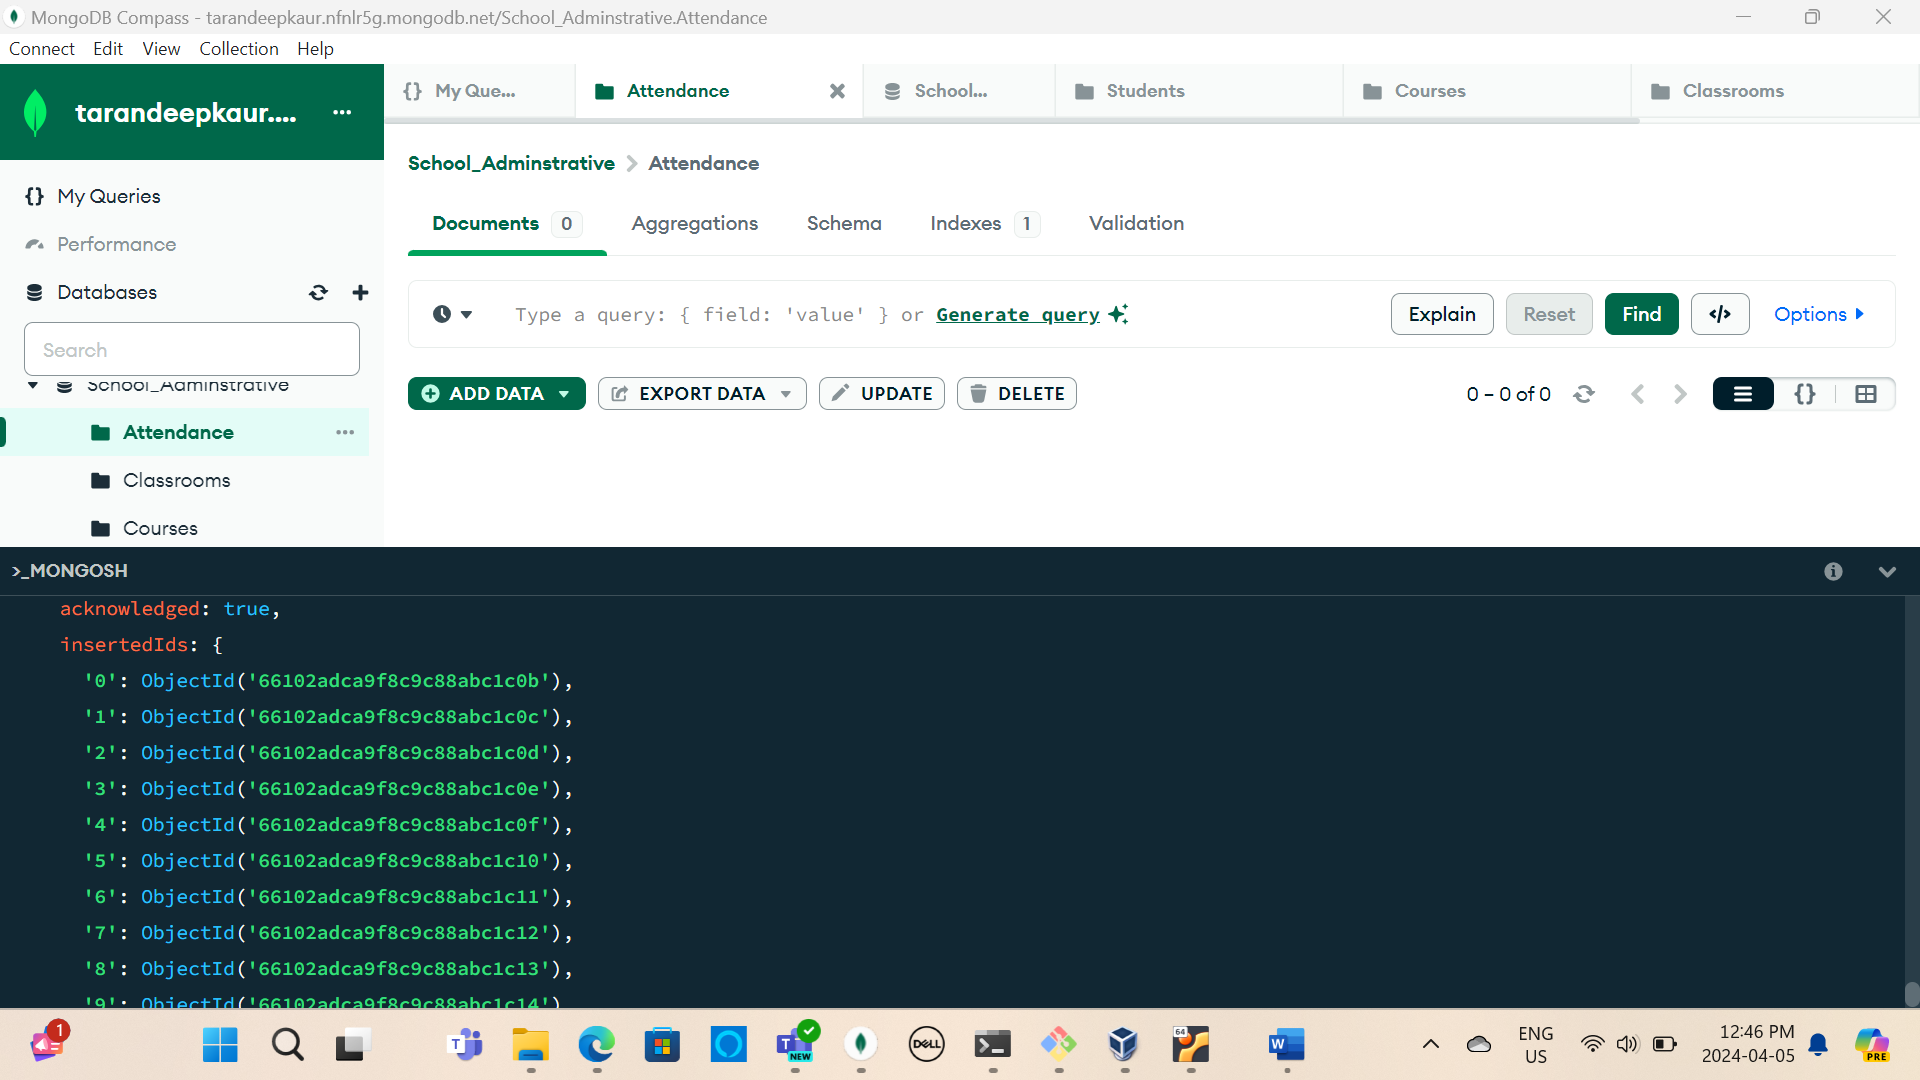 MongoDB Compass - tarandeepkaur.nfnlr5g.mongodb.net/School_Adminstrative.Attendance
Connect Edit View Collection Help
tarandeepkaur.... ···
{} My Que... Attendance School... Students Courses Classrooms
School_Adminstrative > Attendance
{} My Queries
Performance
Databases
Search
School_Adminstrative
Attendance ···
Classrooms
Courses
Documents 0 Aggregations Schema Indexes 1 Validation
Type a query: { field: 'value' } or Generate query
Explain Reset Find </> Options
ADD DATA EXPORT DATA UPDATE DELETE 0 – 0 of 0 {}
>_MONGOSH
acknowledged: true,
insertedIds: {
'0': ObjectId('66102adca9f8c9c88abc1c0b'),
'1': ObjectId('66102adca9f8c9c88abc1c0c'),
'2': ObjectId('66102adca9f8c9c88abc1c0d'),
'3': ObjectId('66102adca9f8c9c88abc1c0e'),
'4': ObjectId('66102adca9f8c9c88abc1c0f'),
'5': ObjectId('66102adca9f8c9c88abc1c10'),
'6': ObjectId('66102adca9f8c9c88abc1c11'),
'7': ObjectId('66102adca9f8c9c88abc1c12'),
'8': ObjectId('66102adca9f8c9c88abc1c13'),
'9': ObjectId('66102adca9f8c9c88abc1c14')
1 T NEW DELL 64 W
ENG
US
12:46 PM
2024-04-05
PRE